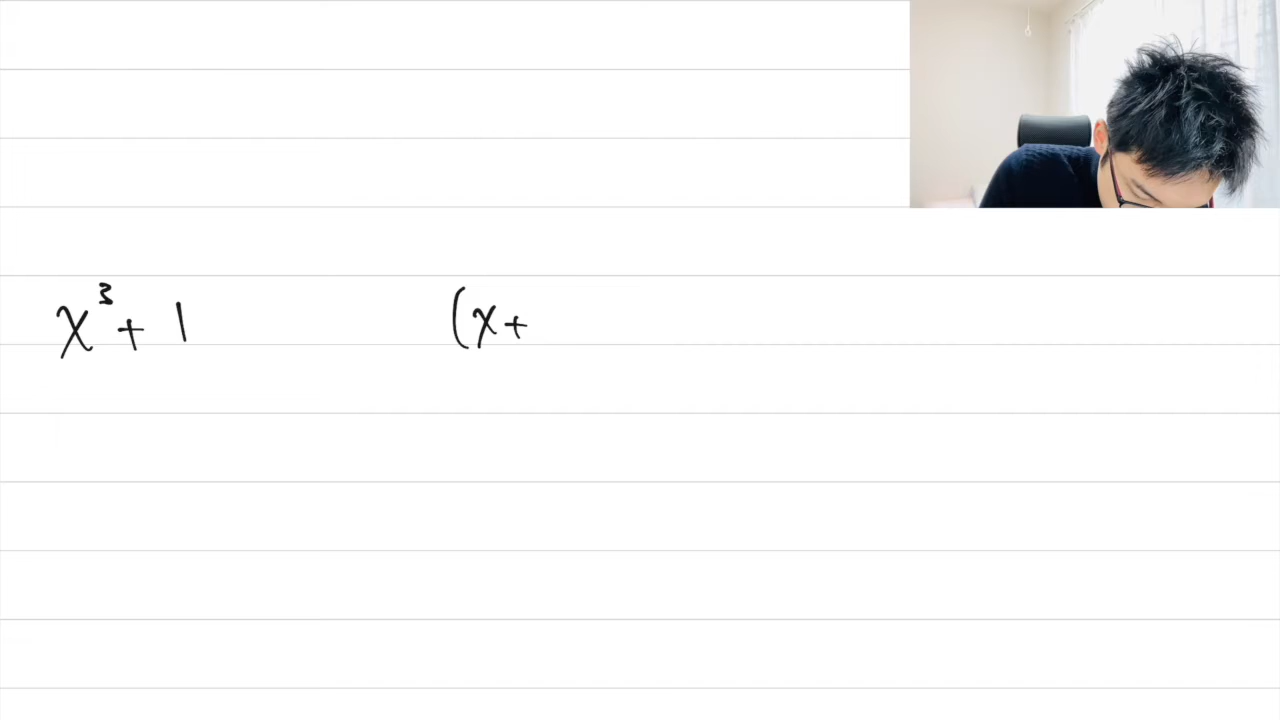 x³ + 1 (x +